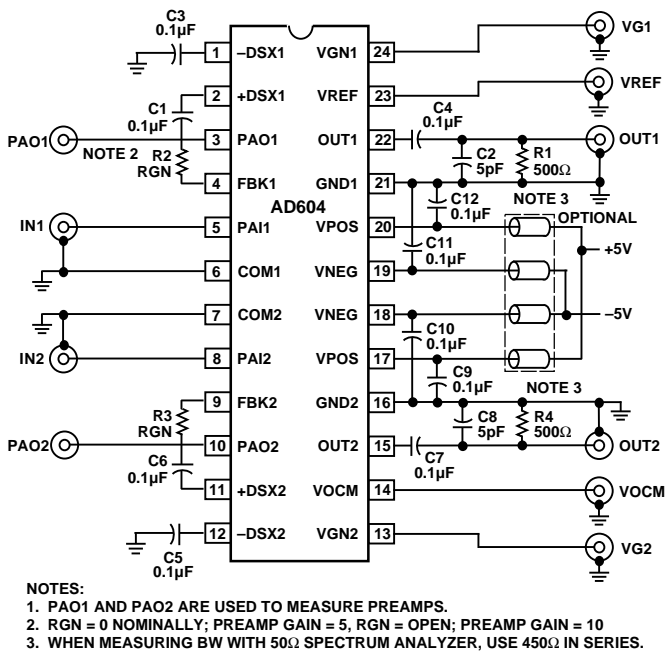 C3
0.1µF
1 –DSX1 VGN1 24 VG1
2 +DSX1 VREF 23 VREF
C1
0.1µF
C4
0.1µF
PAO1 3 PAO1 OUT1 22 OUT1
NOTE 2
R2
RGN
C2
5pF
R1
500Ω
4 FBK1 GND1 21
AD604
C12
0.1µF
NOTE 3
OPTIONAL
IN1 5 PAI1 VPOS 20
+5V
C11
0.1µF
6 COM1 VNEG 19
7 COM2 VNEG 18 –5V
C10
0.1µF
IN2 8 PAI2 VPOS 17
C9
0.1µF
NOTE 3
9 FBK2 GND2 16
R3
RGN
C8
5pF
R4
500Ω
PAO2 10 PAO2 OUT2 15 OUT2
C6
0.1µF
C7
0.1µF
11 +DSX2 VOCM 14 VOCM
12 –DSX2 VGN2 13 VG2
C5
0.1µF
NOTES:
1. PAO1 AND PAO2 ARE USED TO MEASURE PREAMPS.
2. RGN = 0 NOMINALLY; PREAMP GAIN = 5, RGN = OPEN; PREAMP GAIN = 10
3. WHEN MEASURING BW WITH 50Ω SPECTRUM ANALYZER, USE 450Ω IN SERIES.